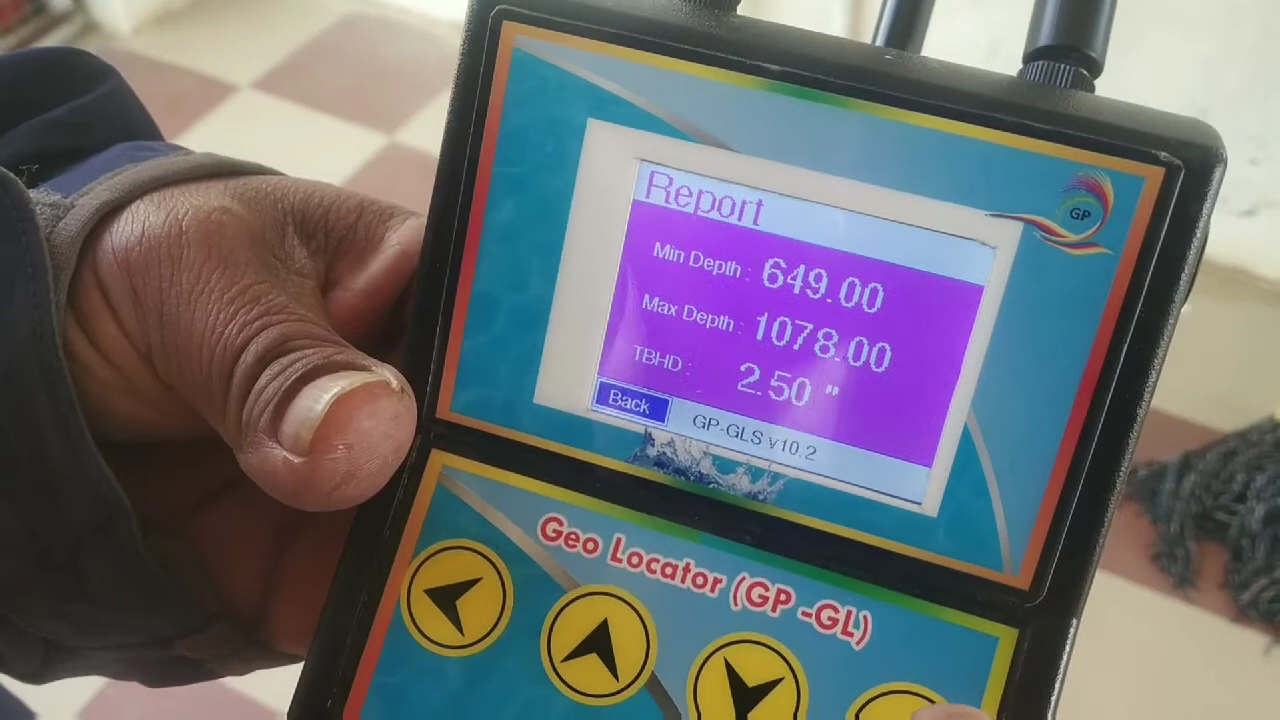 Report
GP
Min Depth : 649.00
Max Depth : 1078.00
TBHD : 2.50 "
Back
GP-GLS v10.2
Geo Locator (GP -GL)